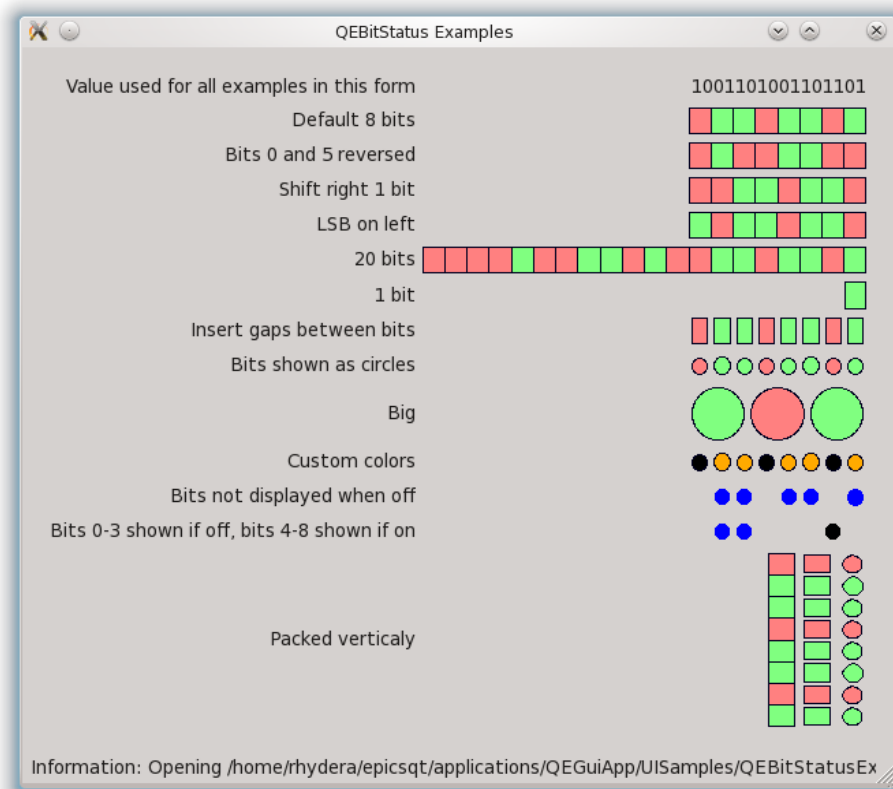 QEBitStatus Examples
Value used for all examples in this form 1001101001101101
Default 8 bits
Bits 0 and 5 reversed
Shift right 1 bit
LSB on left
20 bits
1 bit
Insert gaps between bits
Bits shown as circles
Big
Custom colors
Bits not displayed when off
Bits 0-3 shown if off, bits 4-8 shown if on
Packed verticaly
Information: Opening /home/rhydera/epicsqt/applications/QEGuiApp/UISamples/QEBitStatusEx